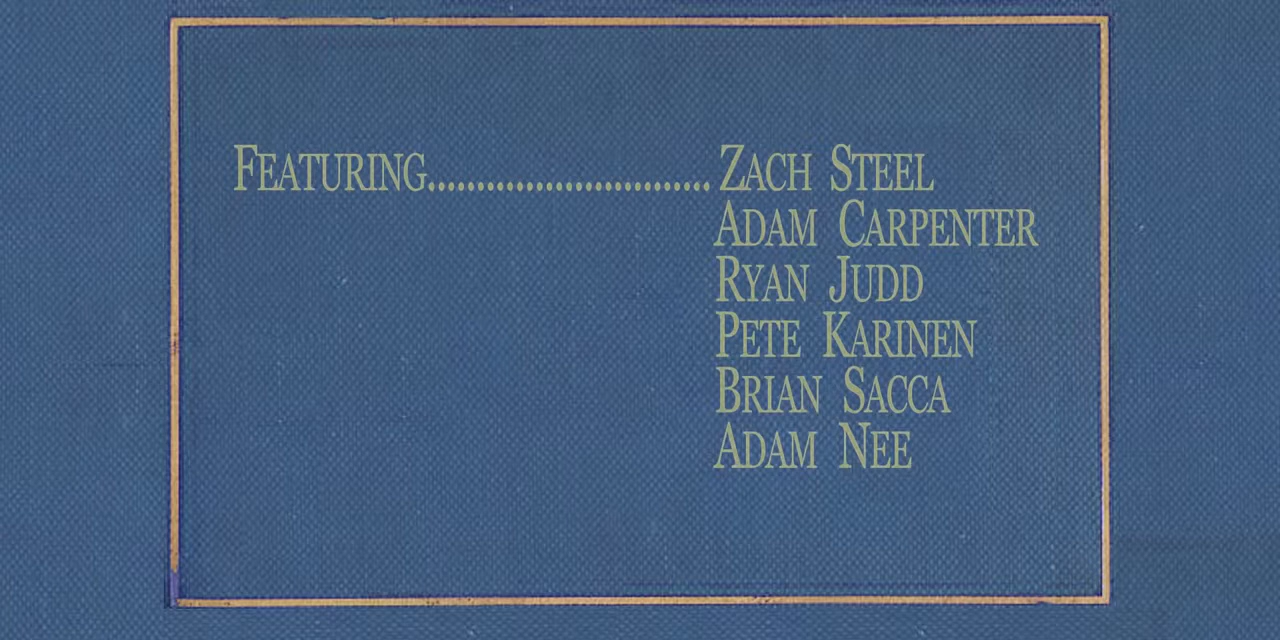 FEATURING............................. ZACH STEEL
ADAM CARPENTER
RYAN JUDD
PETE KARINEN
BRIAN SACCA
ADAM NEE